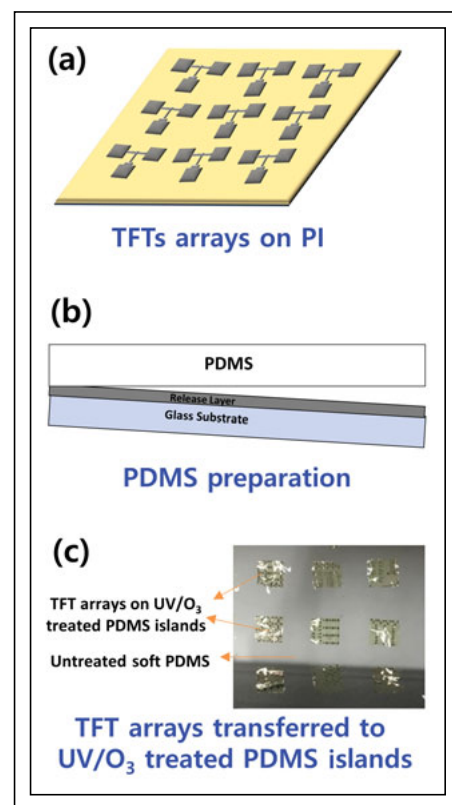 (a)
TFTs arrays on PI
(b)
PDMS
Release Layer
Glass Substrate
PDMS preparation
(c)
TFT arrays on UV/O₃
treated PDMS islands
Untreated soft PDMS
TFT arrays transferred to
UV/O₃ treated PDMS islands